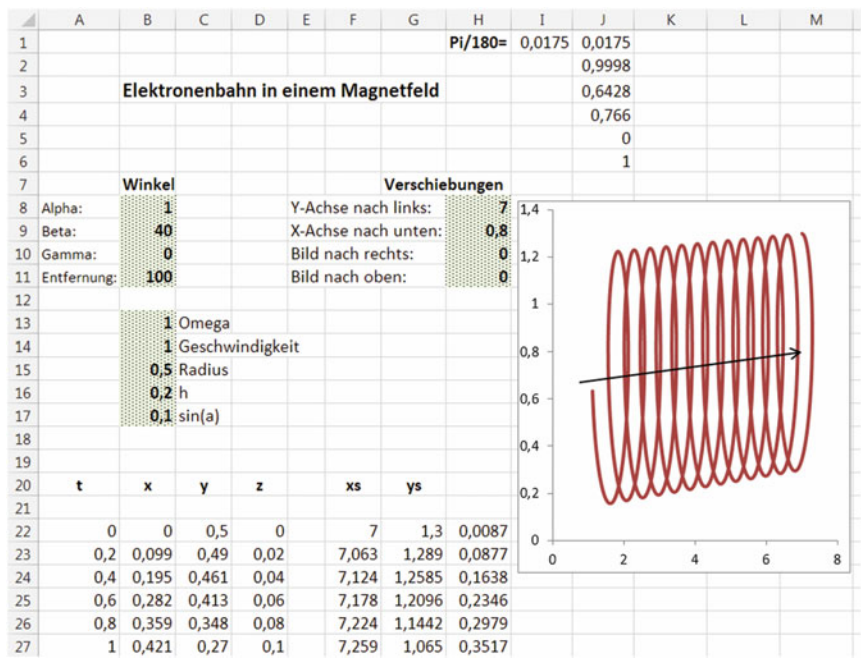 A B C D E F G H I J K L M
1 Pi/180= 0,0175 0,0175
2 0,9998
3 Elektronenbahn in einem Magnetfeld 0,6428
4 0,766
5 0
6 1
7 Winkel Verschiebungen
8 Alpha: 1 Y-Achse nach links: 7
9 Beta: 40 X-Achse nach unten: 0,8
10 Gamma: 0 Bild nach rechts: 0
11 Entfernung: 100 Bild nach oben: 0
12
13 1 Omega
14 1 Geschwindigkeit
15 0,5 Radius
16 0,2 h
17 0,1 sin(a)
18
19
20 t x y z xs ys
21
22 0 0 0,5 0 7 1,3 0,0087
23 0,2 0,099 0,49 0,02 7,063 1,289 0,0877
24 0,4 0,195 0,461 0,04 7,124 1,2585 0,1638
25 0,6 0,282 0,413 0,06 7,178 1,2096 0,2346
26 0,8 0,359 0,348 0,08 7,224 1,1442 0,2979
27 1 0,421 0,27 0,1 7,259 1,065 0,3517
1,4
1,2
1
0,8
0,6
0,4
0,2
0
0 2 4 6 8